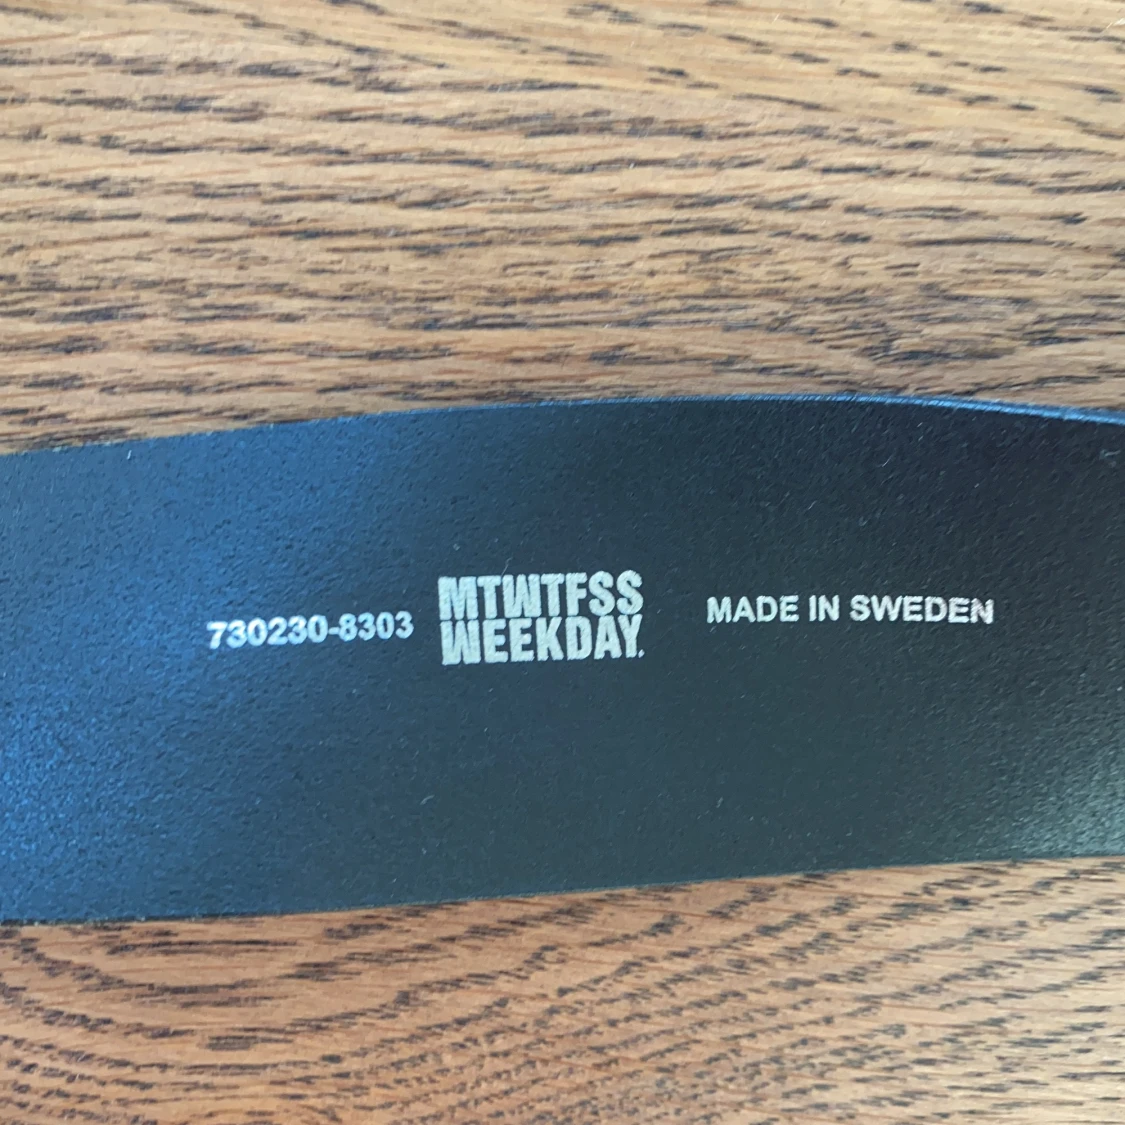 730230-8303
MTWTFSS
WEEKDAY.
MADE IN SWEDEN